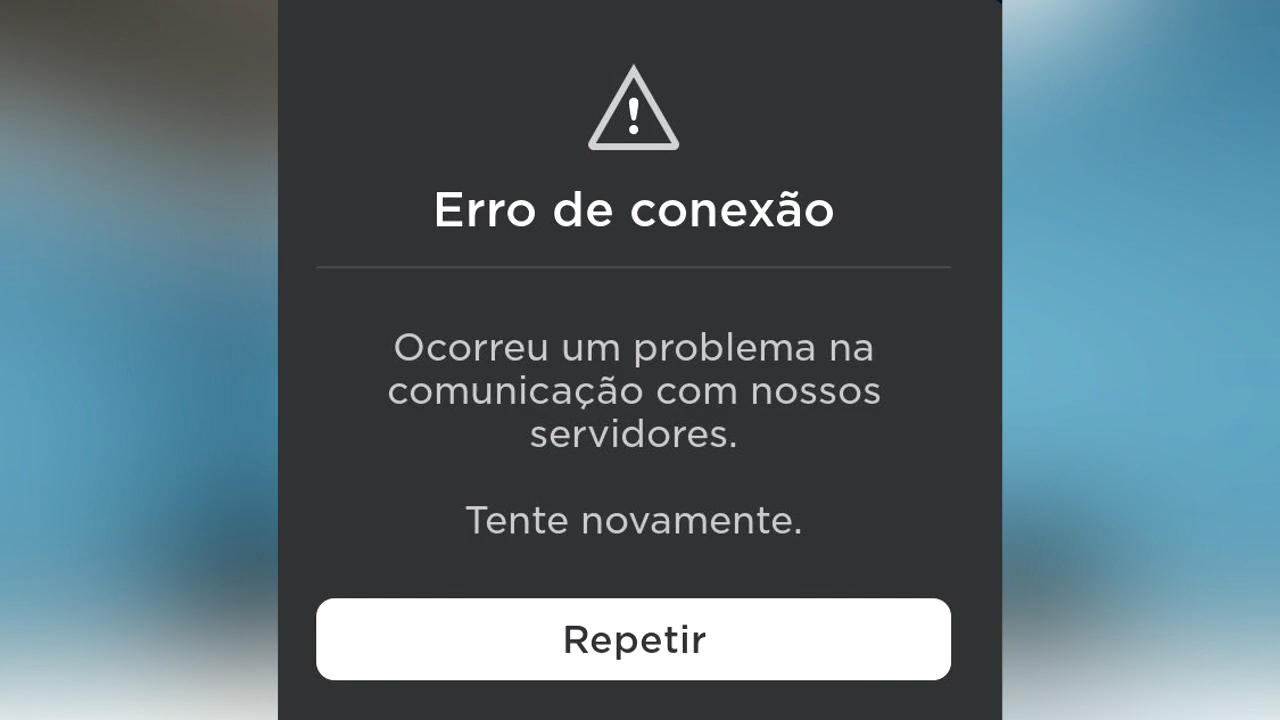 Erro de conexão
Ocorreu um problema na
comunicação com nossos
servidores.
Tente novamente.
Repetir